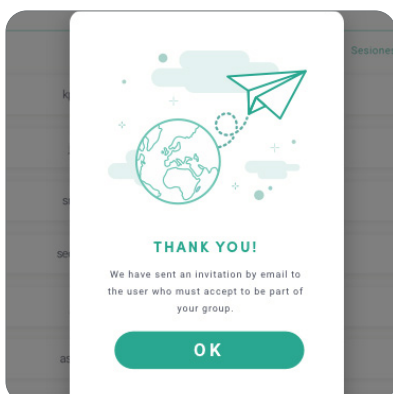 Sesiones
THANK YOU!
We have sent an invitation by email to
the user who must accept to be part of
your group.
OK